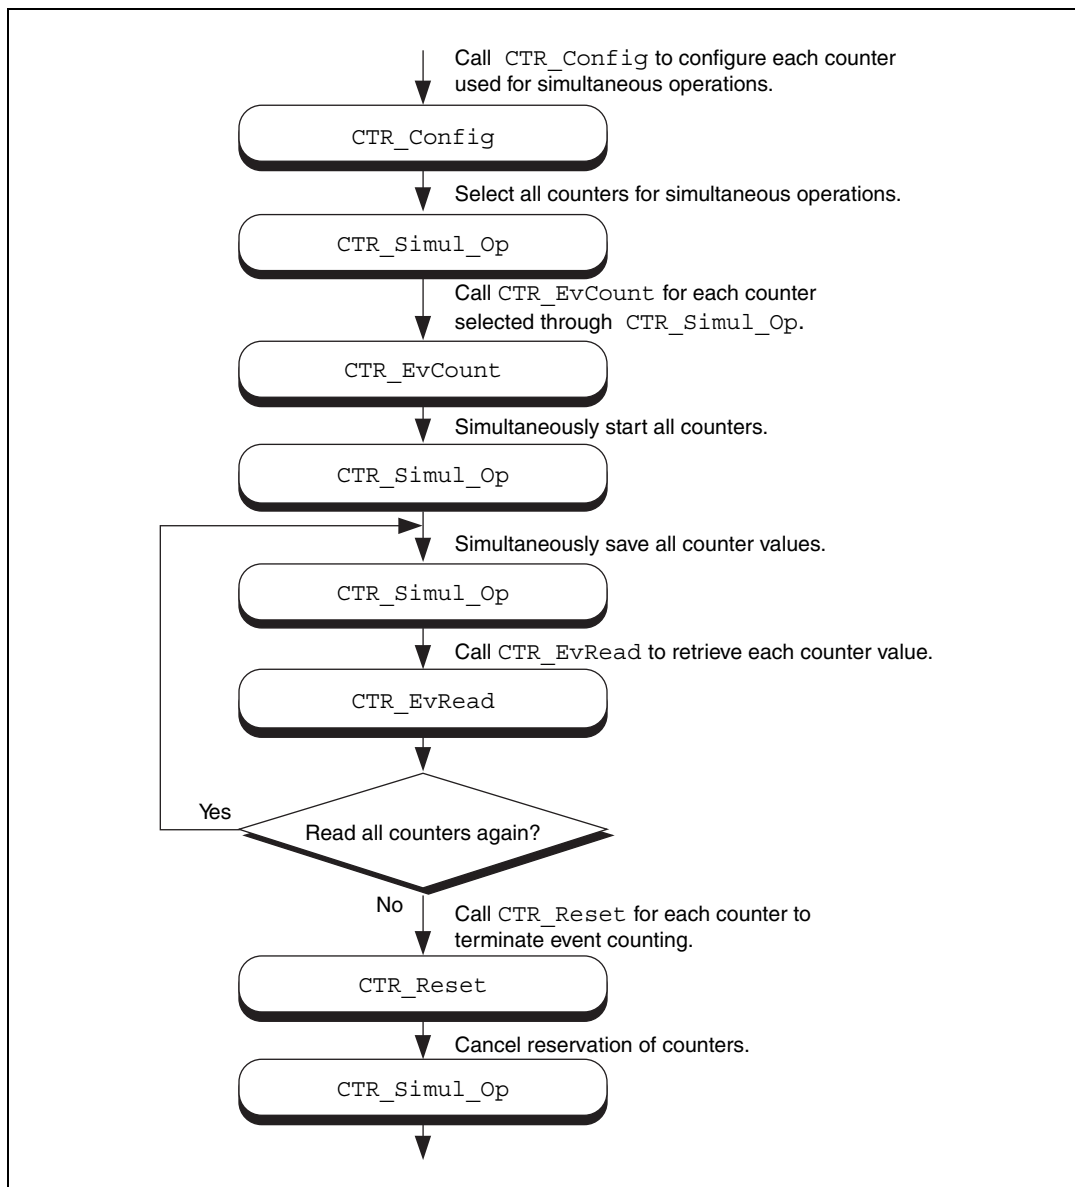 Call CTR_Config to configure each counter
used for simultaneous operations.
CTR_Config
Select all counters for simultaneous operations.
CTR_Simul_Op
Call CTR_EvCount for each counter
selected through CTR_Simul_Op.
CTR_EvCount
Simultaneously start all counters.
CTR_Simul_Op
Simultaneously save all counter values.
CTR_Simul_Op
Call CTR_EvRead to retrieve each counter value.
CTR_EvRead
Yes
Read all counters again?
No
Call CTR_Reset for each counter to
terminate event counting.
CTR_Reset
Cancel reservation of counters.
CTR_Simul_Op